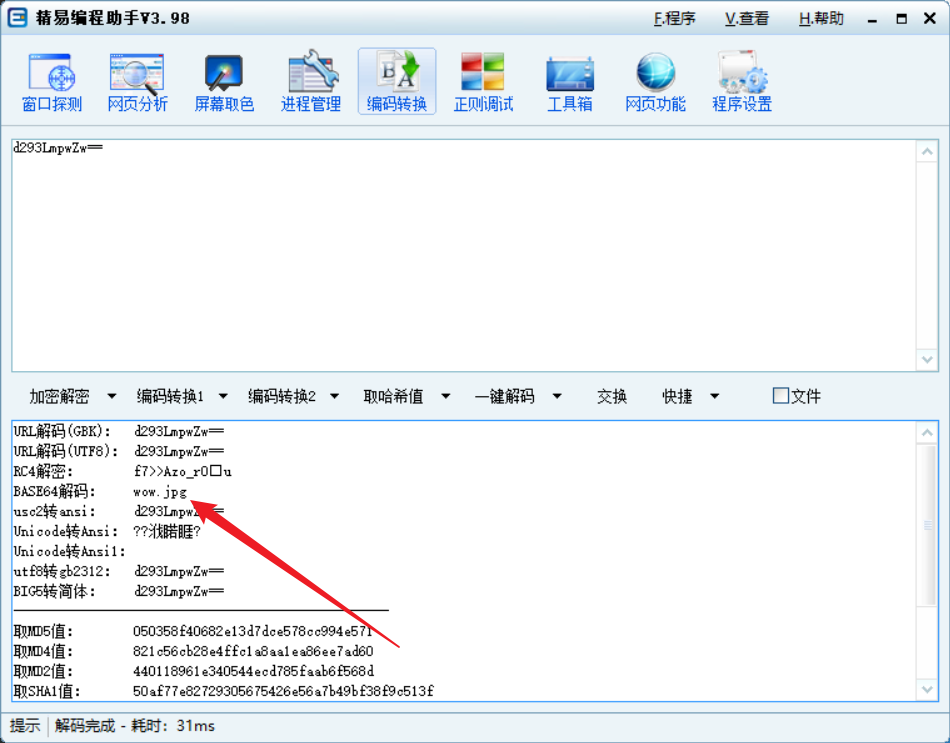 精易编程助手V3.98 F.程序 V.查看 H.帮助
窗口探测 网页分析 屏幕取色 进程管理 编码转换 正则调试 工具箱 网页功能 程序设置
d293LmpwZw==
加密解密 编码转换1 编码转换2 取哈希值 一键解码 交换 快捷 文件
URL解码(GBK): d293LmpwZw==
URL解码(UTF8): d293LmpwZw==
RC4解密: f7>>Azo_rO□u
BASE64解码: wow.jpg
usc2转ansi: d293LmpwZw==
Unicode转Ansi: ??
Unicode转Ansi1:
utf8转gb2312: d293LmpwZw==
BIG5转简体: d293LmpwZw==
取MD5值: 050358f40682e13d7dce578cc994e571
取MD4值: 821c56cb28e4ffc1a8aa1ea86ee7ad60
取MD2值: 440118961e340544ecd785faab6f568d
取SHA1值: 50af77e82729305675426e56a7b49bf38f9c513f
提示 解码完成 - 耗时: 31ms